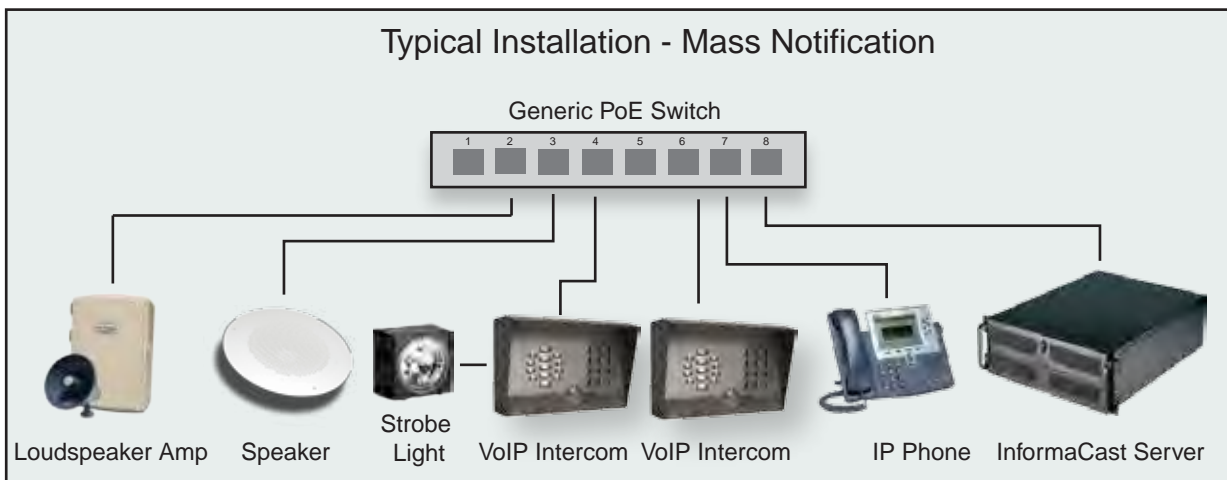 Typical Installation - Mass Notification
Generic PoE Switch
1 2 3 4 5 6 7 8
Loudspeaker Amp
Speaker
Strobe
Light
VoIP Intercom
VoIP Intercom
IP Phone
InformaCast Server